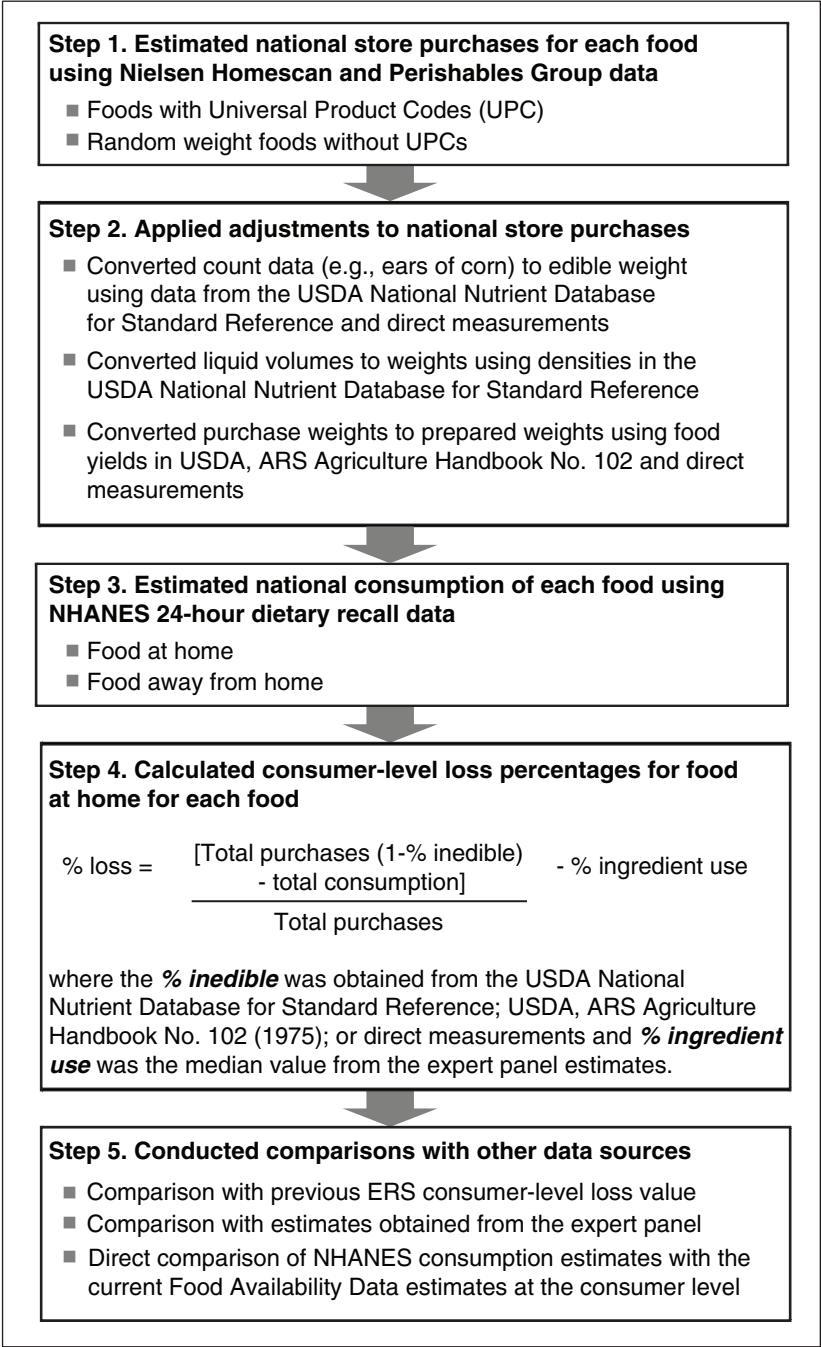 Step 1. Estimated national store purchases for each food
using Nielsen Homescan and Perishables Group data
■ Foods with Universal Product Codes (UPC)
■ Random weight foods without UPCs
Step 2. Applied adjustments to national store purchases
■ Converted count data (e.g., ears of corn) to edible weight
using data from the USDA National Nutrient Database
for Standard Reference and direct measurements
■ Converted liquid volumes to weights using densities in the
USDA National Nutrient Database for Standard Reference
■ Converted purchase weights to prepared weights using food
yields in USDA, ARS Agriculture Handbook No. 102 and direct
measurements
Step 3. Estimated national consumption of each food using
NHANES 24-hour dietary recall data
■ Food at home
■ Food away from home
Step 4. Calculated consumer-level loss percentages for food
at home for each food
% loss = [Total purchases (1-% inedible) - % ingredient use
- total consumption]
Total purchases
where the % inedible was obtained from the USDA National
Nutrient Database for Standard Reference; USDA, ARS Agriculture
Handbook No. 102 (1975); or direct measurements and % ingredient
use was the median value from the expert panel estimates.
Step 5. Conducted comparisons with other data sources
■ Comparison with previous ERS consumer-level loss value
■ Comparison with estimates obtained from the expert panel
■ Direct comparison of NHANES consumption estimates with the
current Food Availability Data estimates at the consumer level